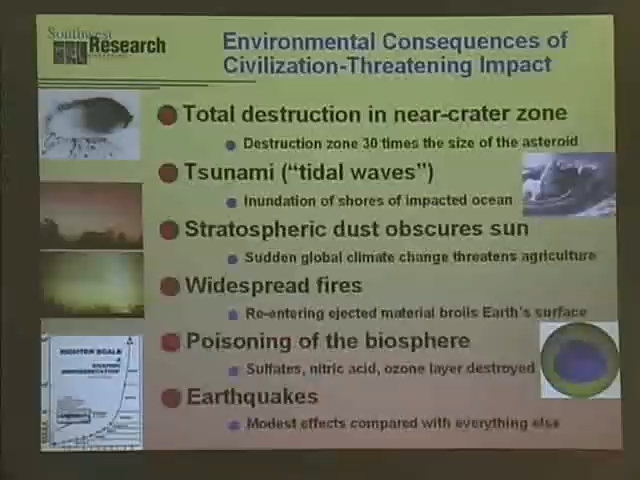 Southwest
Research
Environmental Consequences of
Civilization-Threatening Impact
Total destruction in near-crater zone
Destruction zone 30 times the size of the asteroid
Tsunami ("tidal waves")
Inundation of shores of impacted ocean
Stratospheric dust obscures sun
Sudden global climate change threatens agriculture
Widespread fires
Re-entering ejected material broils Earth's surface
Poisoning of the biosphere
Sulfates, nitric acid, ozone layer destroyed
RICHTER SCALE
Earthquakes
Modest effects compared with everything else